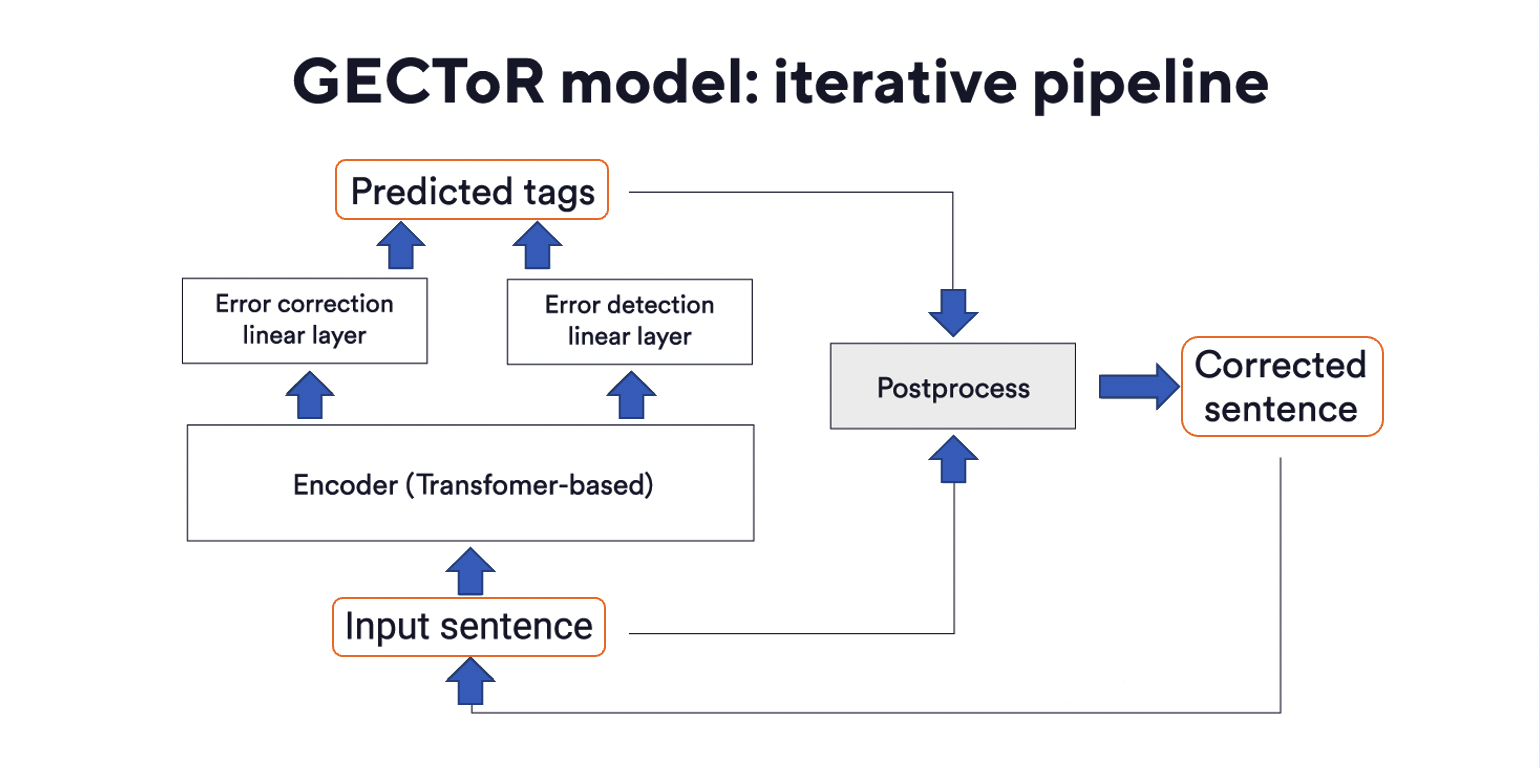 GECToR model: iterative pipeline
Predicted tags
Error correction
linear layer
Error detection
linear layer
Postprocess
Corrected
sentence
Encoder (Transfomer-based)
Input sentence